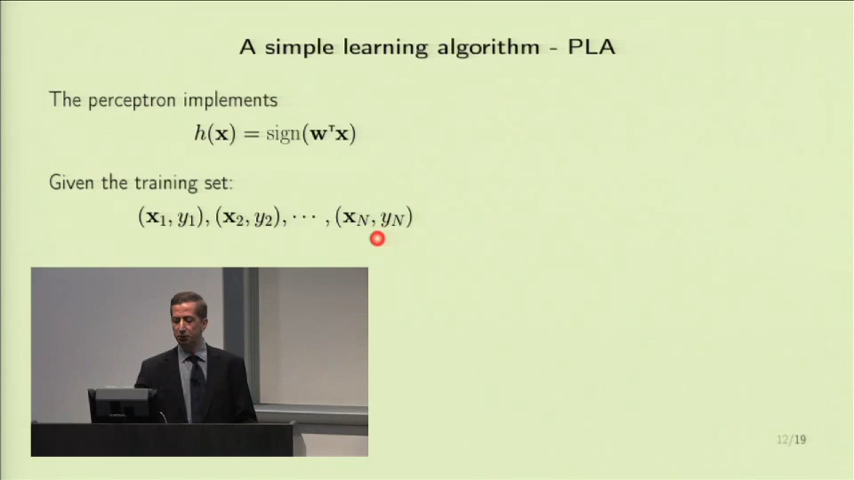 A simple learning algorithm - PLA
The perceptron implements
h(x) = sign(wᵀx)
Given the training set:
(x₁, y₁), (x₂, y₂), ⋯ , (x_N, y_N)
12/19